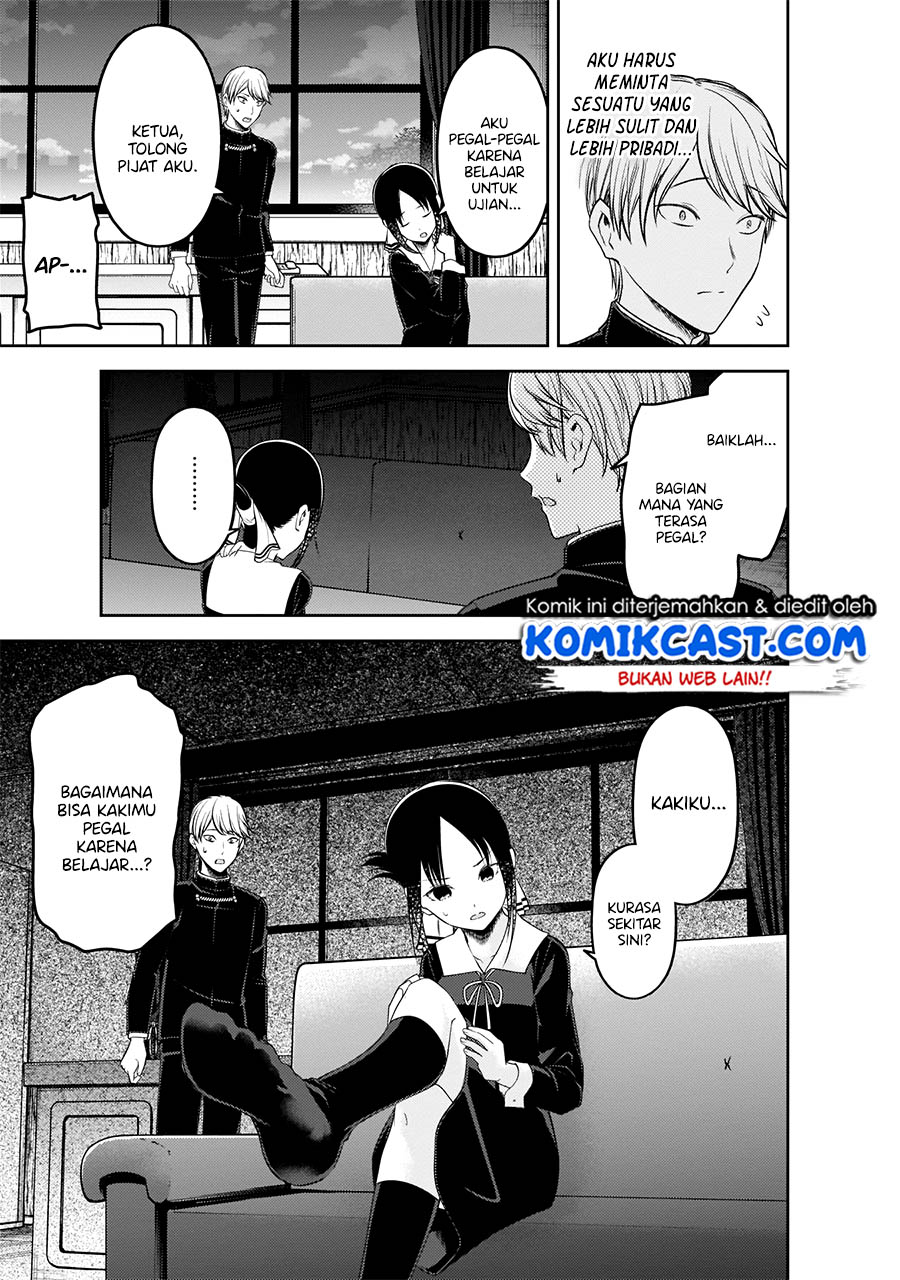 AKU HARUS
MEMINTA
SESUATU YANG
LEBIH SULIT DAN
LEBIH PRIBADI...!
AKU
PEGAL-PEGAL
KARENA
BELAJAR
UNTUK
UJIAN...
KETUA,
TOLONG
PIJAT AKU.
AP-...
BAIKLAH...
BAGIAN
MANA YANG
TERASA
PEGAL?
.........
Komik ini diterjemahkan & diedit oleh
KOMIKCAST.COM
BUKAN WEB LAIN!!
KAKIKU...
KURASA
SEKITAR
SINI?
BAGAIMANA
BISA KAKIMU
PEGAL
KARENA
BELAJAR...?